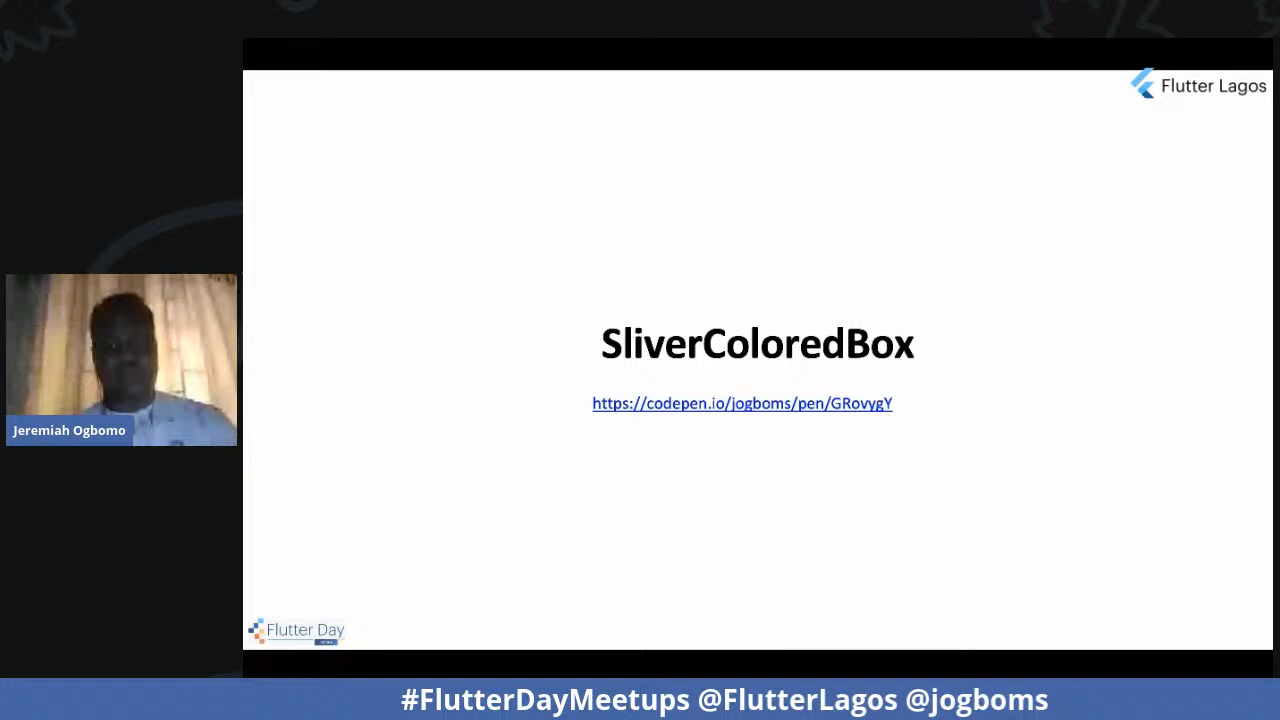 Flutter Lagos
SliverColoredBox
https://codepen.io/jogboms/pen/GRovygY
Jeremiah Ogbomo
Flutter Day
#FlutterDayMeetups @FlutterLagos @jogboms